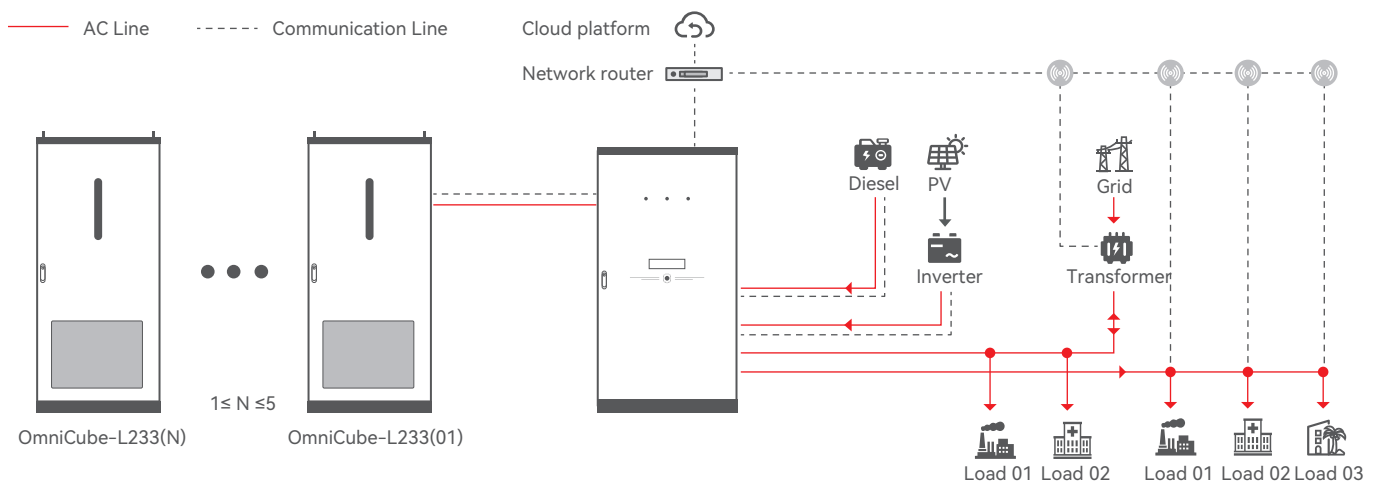 AC Line
Communication Line
Cloud platform
Network router
Diesel
PV
Grid
Inverter
Transformer
1≤ N ≤5
OmniCube-L233(N)
OmniCube-L233(01)
Load 01
Load 02
Load 01
Load 02
Load 03